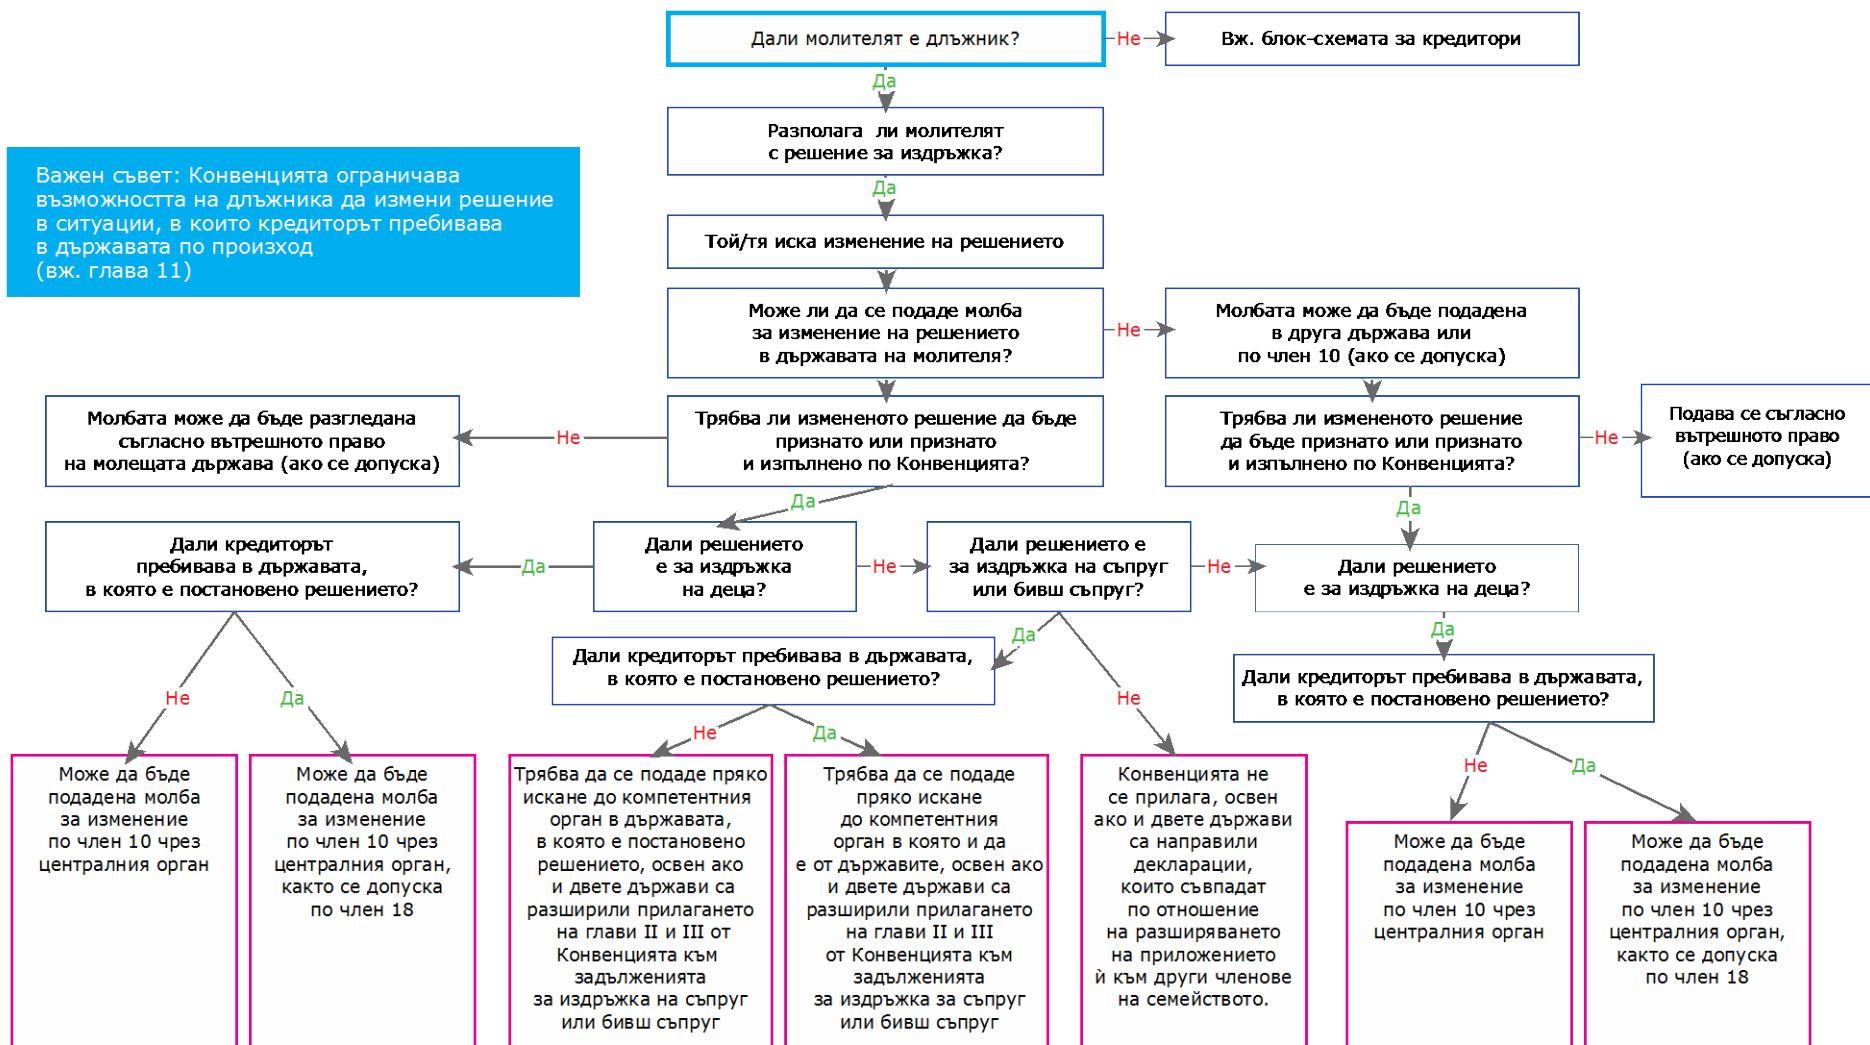 Дали молителят е длъжник?
Не
Вж. блок-схемата за кредитори
Да
Разполага ли молителят
с решение за издръжка?
Да
Важен съвет: Конвенцията ограничава
възможността на длъжника да измени решение
в ситуации, в които кредиторът пребивава
в държавата по произход
(вж. глава 11)
Той/тя иска изменение на решението
Може ли да се подаде молба
за изменение на решението
в държавата на молителя?
Не
Молбата може да бъде подадена
в друга държава или
по член 10 (ако се допуска)
Молбата може да бъде разгледана
съгласно вътрешното право
на молещата държава (ако се допуска)
Не
Трябва ли измененото решение да бъде
признато или признато
и изпълнено по Конвенцията?
Трябва ли измененото решение
да бъде признато или признато
и изпълнено по Конвенцията?
Не
Подава се съгласно
вътрешното право
(ако се допуска)
Да
Да
Дали кредиторът
пребивава в държавата,
в която е постановено решението?
Да
Дали решението
е за издръжка
на деца?
Не
Дали решението е
за издръжка на съпруг
или бивш съпруг?
Не
Дали решението
е за издръжка на деца?
Да
Да
Дали кредиторът пребивава в държавата,
в която е постановено решението?
Дали кредиторът пребивава в държавата,
в която е постановено решението?
Не
Да
Не
Не
Да
Не
Да
Може да бъде
подадена молба
за изменение
по член 10 чрез
централния орган
Може да бъде
подадена молба
за изменение
по член 10 чрез
централния орган,
както се допуска
по член 18
Трябва да се подаде пряко
искане до компетентния
орган в държавата,
в която е постановено
решението, освен ако
и двете държави са
разширили прилагането
на глави II и III от
Конвенцията към
задълженията
за издръжка на съпруг
или бивш съпруг
Трябва да се подаде
пряко искане
до компетентния
орган в която и да
е от държавите, освен ако
и двете държави са
разширили прилагането
на глави II и III
от Конвенцията към
задълженията
за издръжка за съпруг
или бивш съпруг
Конвенцията не
се прилага, освен
ако и двете държави
са направили
декларации,
които съвпадат
по отношение
на разширяването
на приложението
ѝ към други членове
на семейството.
Може да бъде
подадена молба
за изменение
по член 10 чрез
централния орган
Може да бъде
подадена молба
за изменение
по член 10 чрез
централния орган,
както се допуска
по член 18